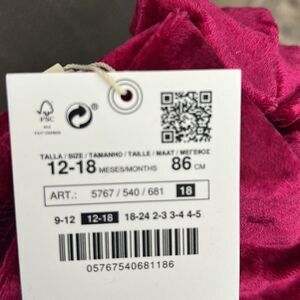 FSC
TALLA / SIZE / TAMANHO / TAILLE / MAAT / ΜΕΓΕΘΟΣ
12-18 MESES/MONTHS 86 CM
ART.: 5767 / 540 / 681 18
9-12 12-18 18-24 2-3 3-4 4-5
05767540681186